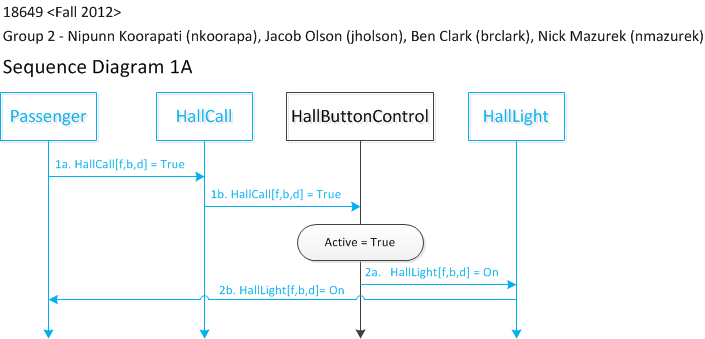 18649 <Fall 2012>
Group 2 - Nipunn Koorapati (nkoorapa), Jacob Olson (jholson), Ben Clark (brclark), Nick Mazurek (nmazurek)
Sequence Diagram 1A
Passenger
HallCall
HallButtonControl
HallLight
1a. HallCall[f,b,d] = True
1b. HallCall[f,b,d] = True
Active = True
2a. HallLight[f,b,d] = On
2b. HallLight[f,b,d]= On